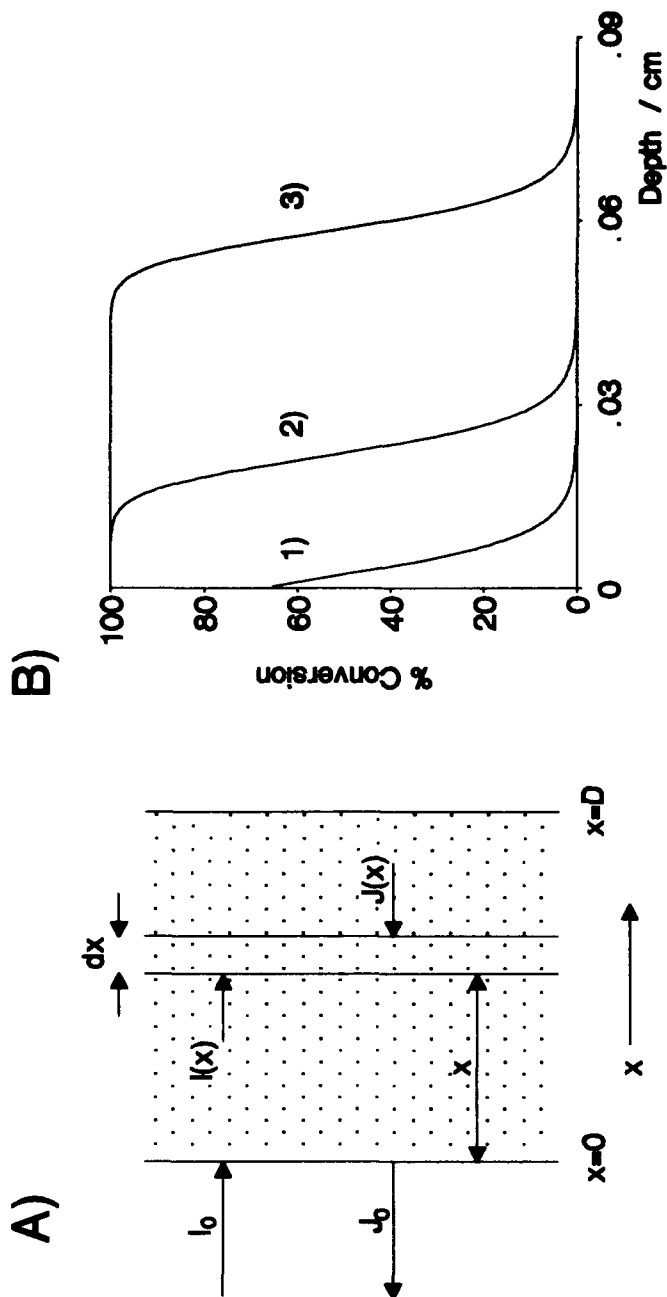 A)
dx
I₀
I(x)
J₀
J(x)
x
x=0
x=D
x
B)
% Conversion
100
80
60
40
20
0
1)
2)
3)
0
.03
.06
.09
Depth / cm